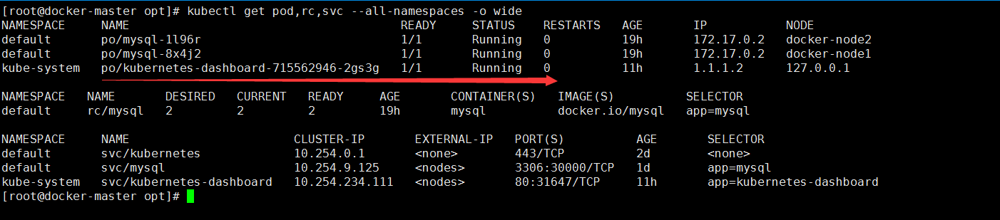 [root@docker-master opt]# kubectl get pod,rc,svc --all-namespaces -o wide
NAMESPACE     NAME                                      READY     STATUS    RESTARTS   AGE       IP           NODE
default       po/mysql-1l96r                            1/1       Running   0          19h       172.17.0.2   docker-node2
default       po/mysql-8x4j2                            1/1       Running   0          19h       172.17.0.2   docker-node1
kube-system   po/kubernetes-dashboard-715562946-2gs3g   1/1       Running   0          11h       1.1.1.2      127.0.0.1
NAMESPACE   NAME       DESIRED   CURRENT   READY     AGE       CONTAINER(S)   IMAGE(S)          SELECTOR
default     rc/mysql   2         2         2         19h       mysql          docker.io/mysql   app=mysql
NAMESPACE     NAME                       CLUSTER-IP       EXTERNAL-IP   PORT(S)          AGE       SELECTOR
default       svc/kubernetes             10.254.0.1       <none>        443/TCP          2d        <none>
default       svc/mysql                  10.254.9.125     <nodes>       3306:30000/TCP   1d        app=mysql
kube-system   svc/kubernetes-dashboard   10.254.234.111   <nodes>       80:31647/TCP     11h       app=kubernetes-dashboard
[root@docker-master opt]#